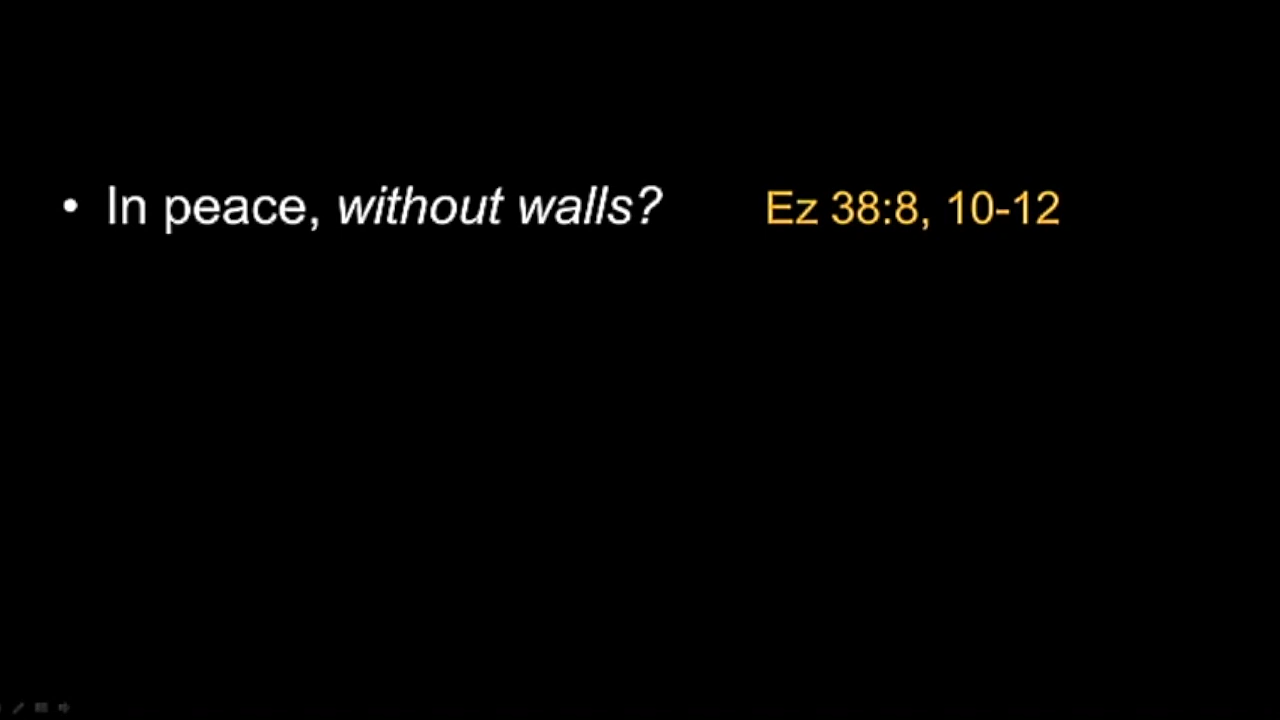 • In peace, without walls? Ez 38:8, 10-12